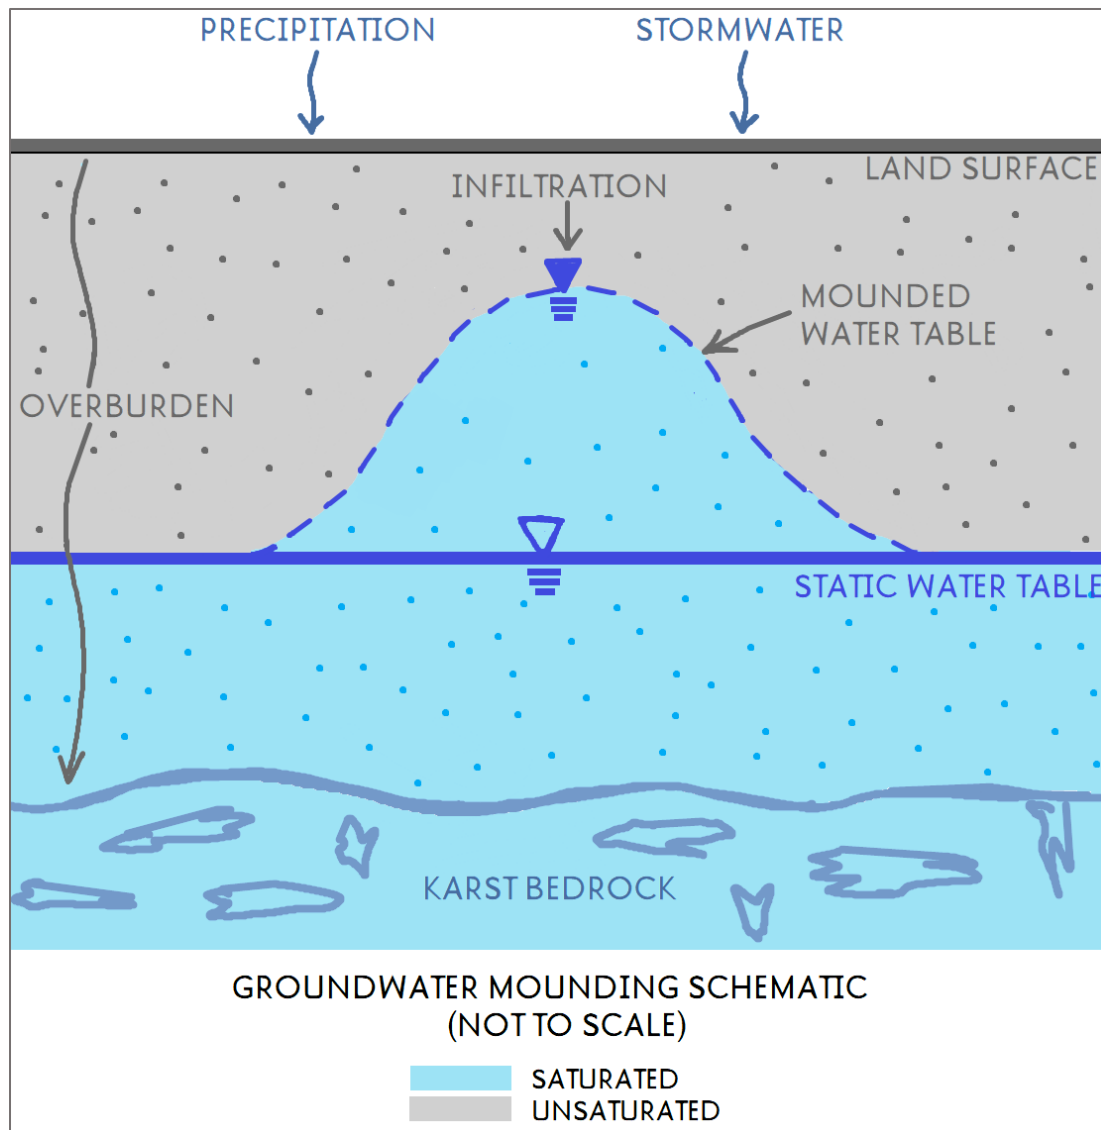 PRECIPITATION
STORMWATER
LAND SURFACE
INFILTRATION
MOUNDED
WATER TABLE
OVERBURDEN
STATIC WATER TABLE
KARST BEDROCK
GROUNDWATER MOUNDING SCHEMATIC
(NOT TO SCALE)
SATURATED
UNSATURATED